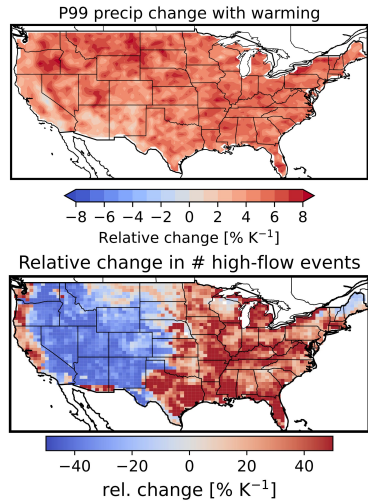 P99 precip change with warming
−8 −6 −4 −2 0 2 4 6 8
Relative change [% K⁻¹]
Relative change in # high-flow events
−40 −20 0 20 40
rel. change [% K⁻¹]